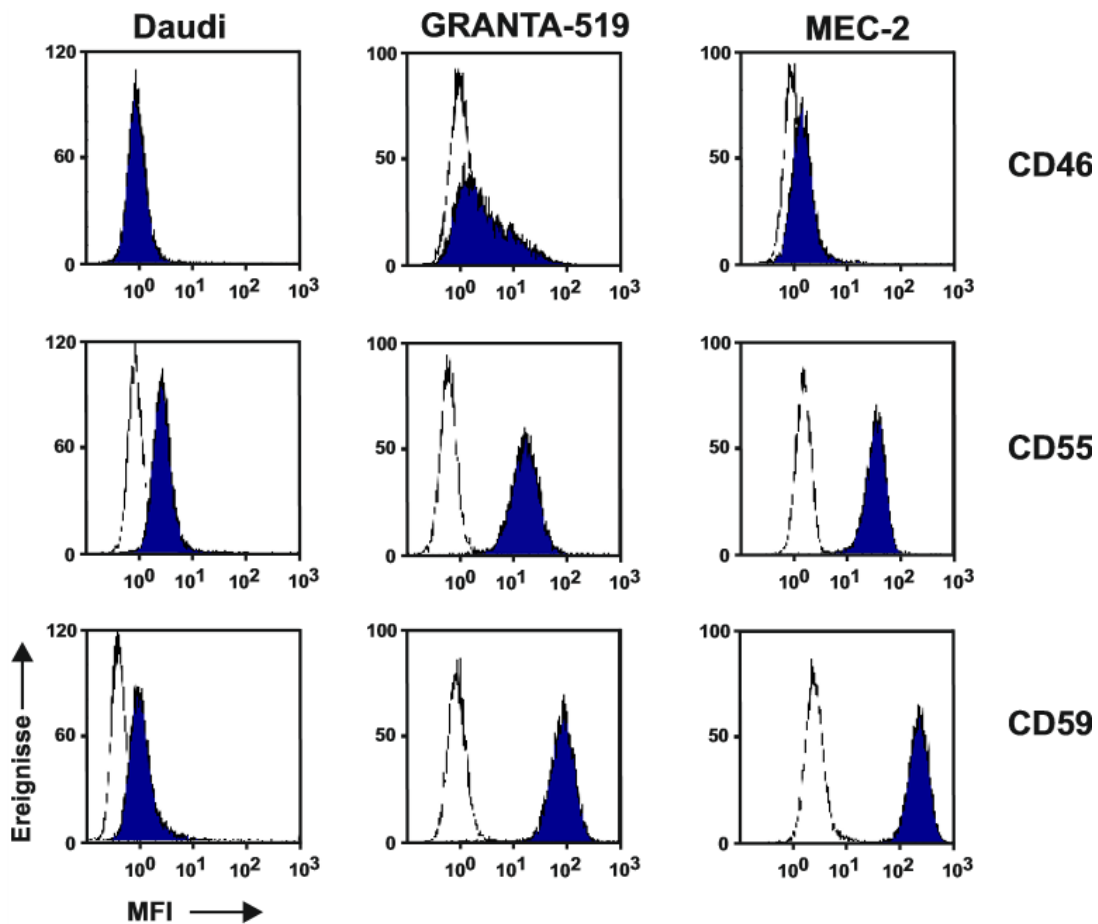 Daudi GRANTA-519 MEC-2
120 100 100
60 50 50 CD46
0 0 0
10⁰ 10¹ 10² 10³ 10⁰ 10¹ 10² 10³ 10⁰ 10¹ 10² 10³
120 100 100
60 50 50 CD55
0 0 0
10⁰ 10¹ 10² 10³ 10⁰ 10¹ 10² 10³ 10⁰ 10¹ 10² 10³
120 100 100
60 50 50 CD59
0 0 0
10⁰ 10¹ 10² 10³ 10⁰ 10¹ 10² 10³ 10⁰ 10¹ 10² 10³
Ereignisse
MFI